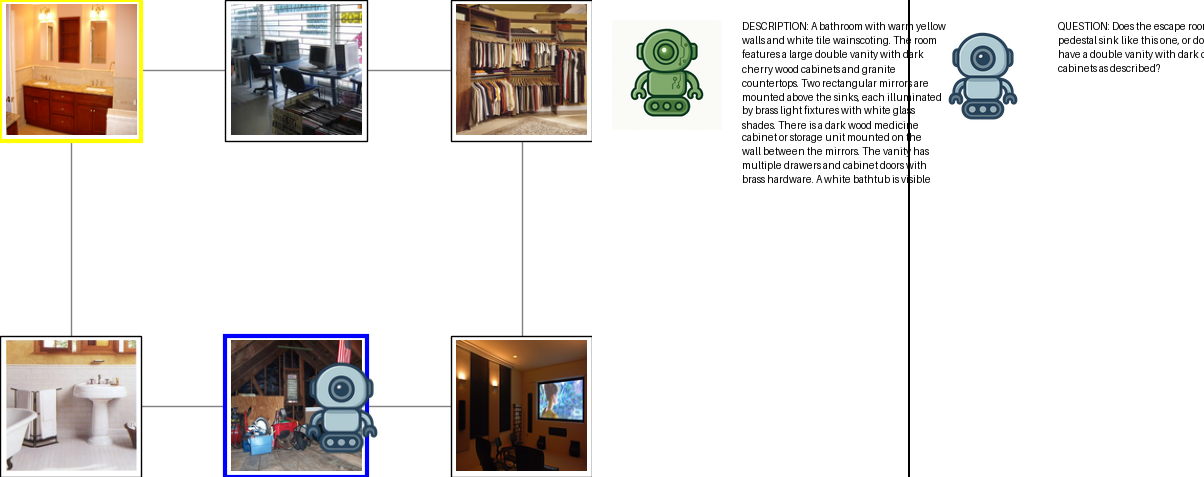 DESCRIPTION: A bathroom with warm yellow
walls and white tile wainscoting. The room
features a large double vanity with dark
cherry wood cabinets and granite
countertops. Two rectangular mirrors are
mounted above the sinks, each illuminated
by brass light fixtures with white glass
shades. There is a dark wood medicine
cabinet or storage unit mounted on the
wall between the mirrors. The vanity has
multiple drawers and cabinet doors with
brass hardware. A white bathtub is visible
QUESTION: Does the escape roo
pedestal sink like this one, or do
have a double vanity with dark c
cabinets as described?